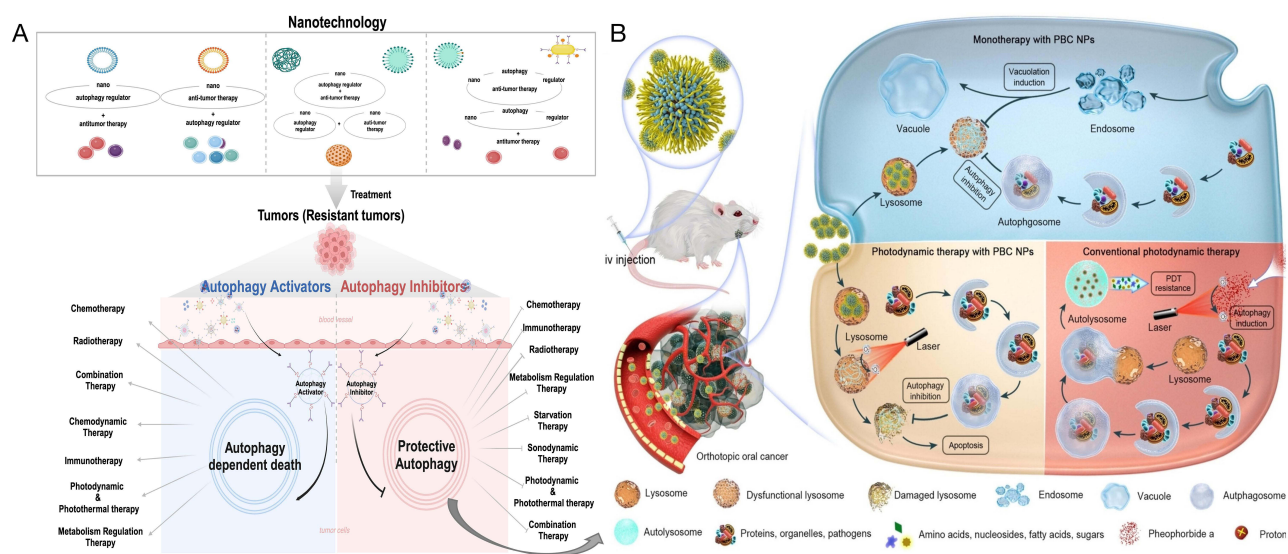 A
Nanotechnology
nano
autophagy regulator
+
antitumor therapy
nano
anti-tumor therapy
+
autophagy regulator
nano
autophagy regulator
+
anti-tumor therapy
nano
autophagy
regulator
+
nano
anti-tumor
therapy
autophagy
nano
regulator
anti-tumor therapy
autophagy
nano
regulator
+
antitumor therapy
Treatment
Tumors (Resistant tumors)
Autophagy Activators
Autophagy Inhibitors
blood vessel
Chemotherapy
Radiotherapy
Combination
Therapy
Chemodynamic
Therapy
Immunotherapy
Photodynamic
&
Photothermal therapy
Metabolism Regulation
Therapy
Autophagy
Activator
Autophagy
Inhibitor
Autophagy
dependent death
Protective
Autophagy
tumor cells
Chemotherapy
Immunotherapy
Radiotherapy
Metabolism Regulation
Therapy
Starvation
Therapy
Sonodynamic
Therapy
Photodynamic
&
Photothermal therapy
Combination
Therapy
B
iv injection
Orthotopic oral cancer
Monotherapy with PBC NPs
Vacuolation
induction
Vacuole
Endosome
Lysosome
Autophagy
inhibition
Autophgosome
Photodynamic therapy with PBC NPs
Lysosome
Laser
Autophagy
inhibition
Apoptosis
Conventional photodynamic therapy
PDT
resistance
Autolysosome
Laser
Autophagy
induction
Lysosome
Lysosome
Dysfunctional lysosome
Damaged lysosome
Endosome
Vacuole
Autphagosome
Autolysosome
Proteins, organelles, pathogens
Amino acids, nucleosides, fatty acids, sugars
Pheophorbide a